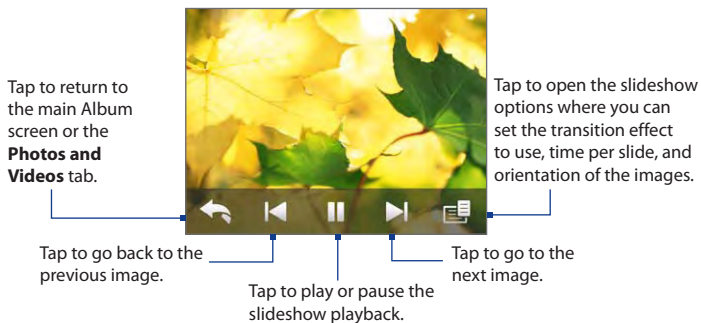 Tap to return to
the main Album
screen or the
Photos and
Videos tab.
Tap to open the slideshow
options where you can
set the transition effect
to use, time per slide, and
orientation of the images.
Tap to go back to the
previous image.
Tap to play or pause the
slideshow playback.
Tap to go to the
next image.